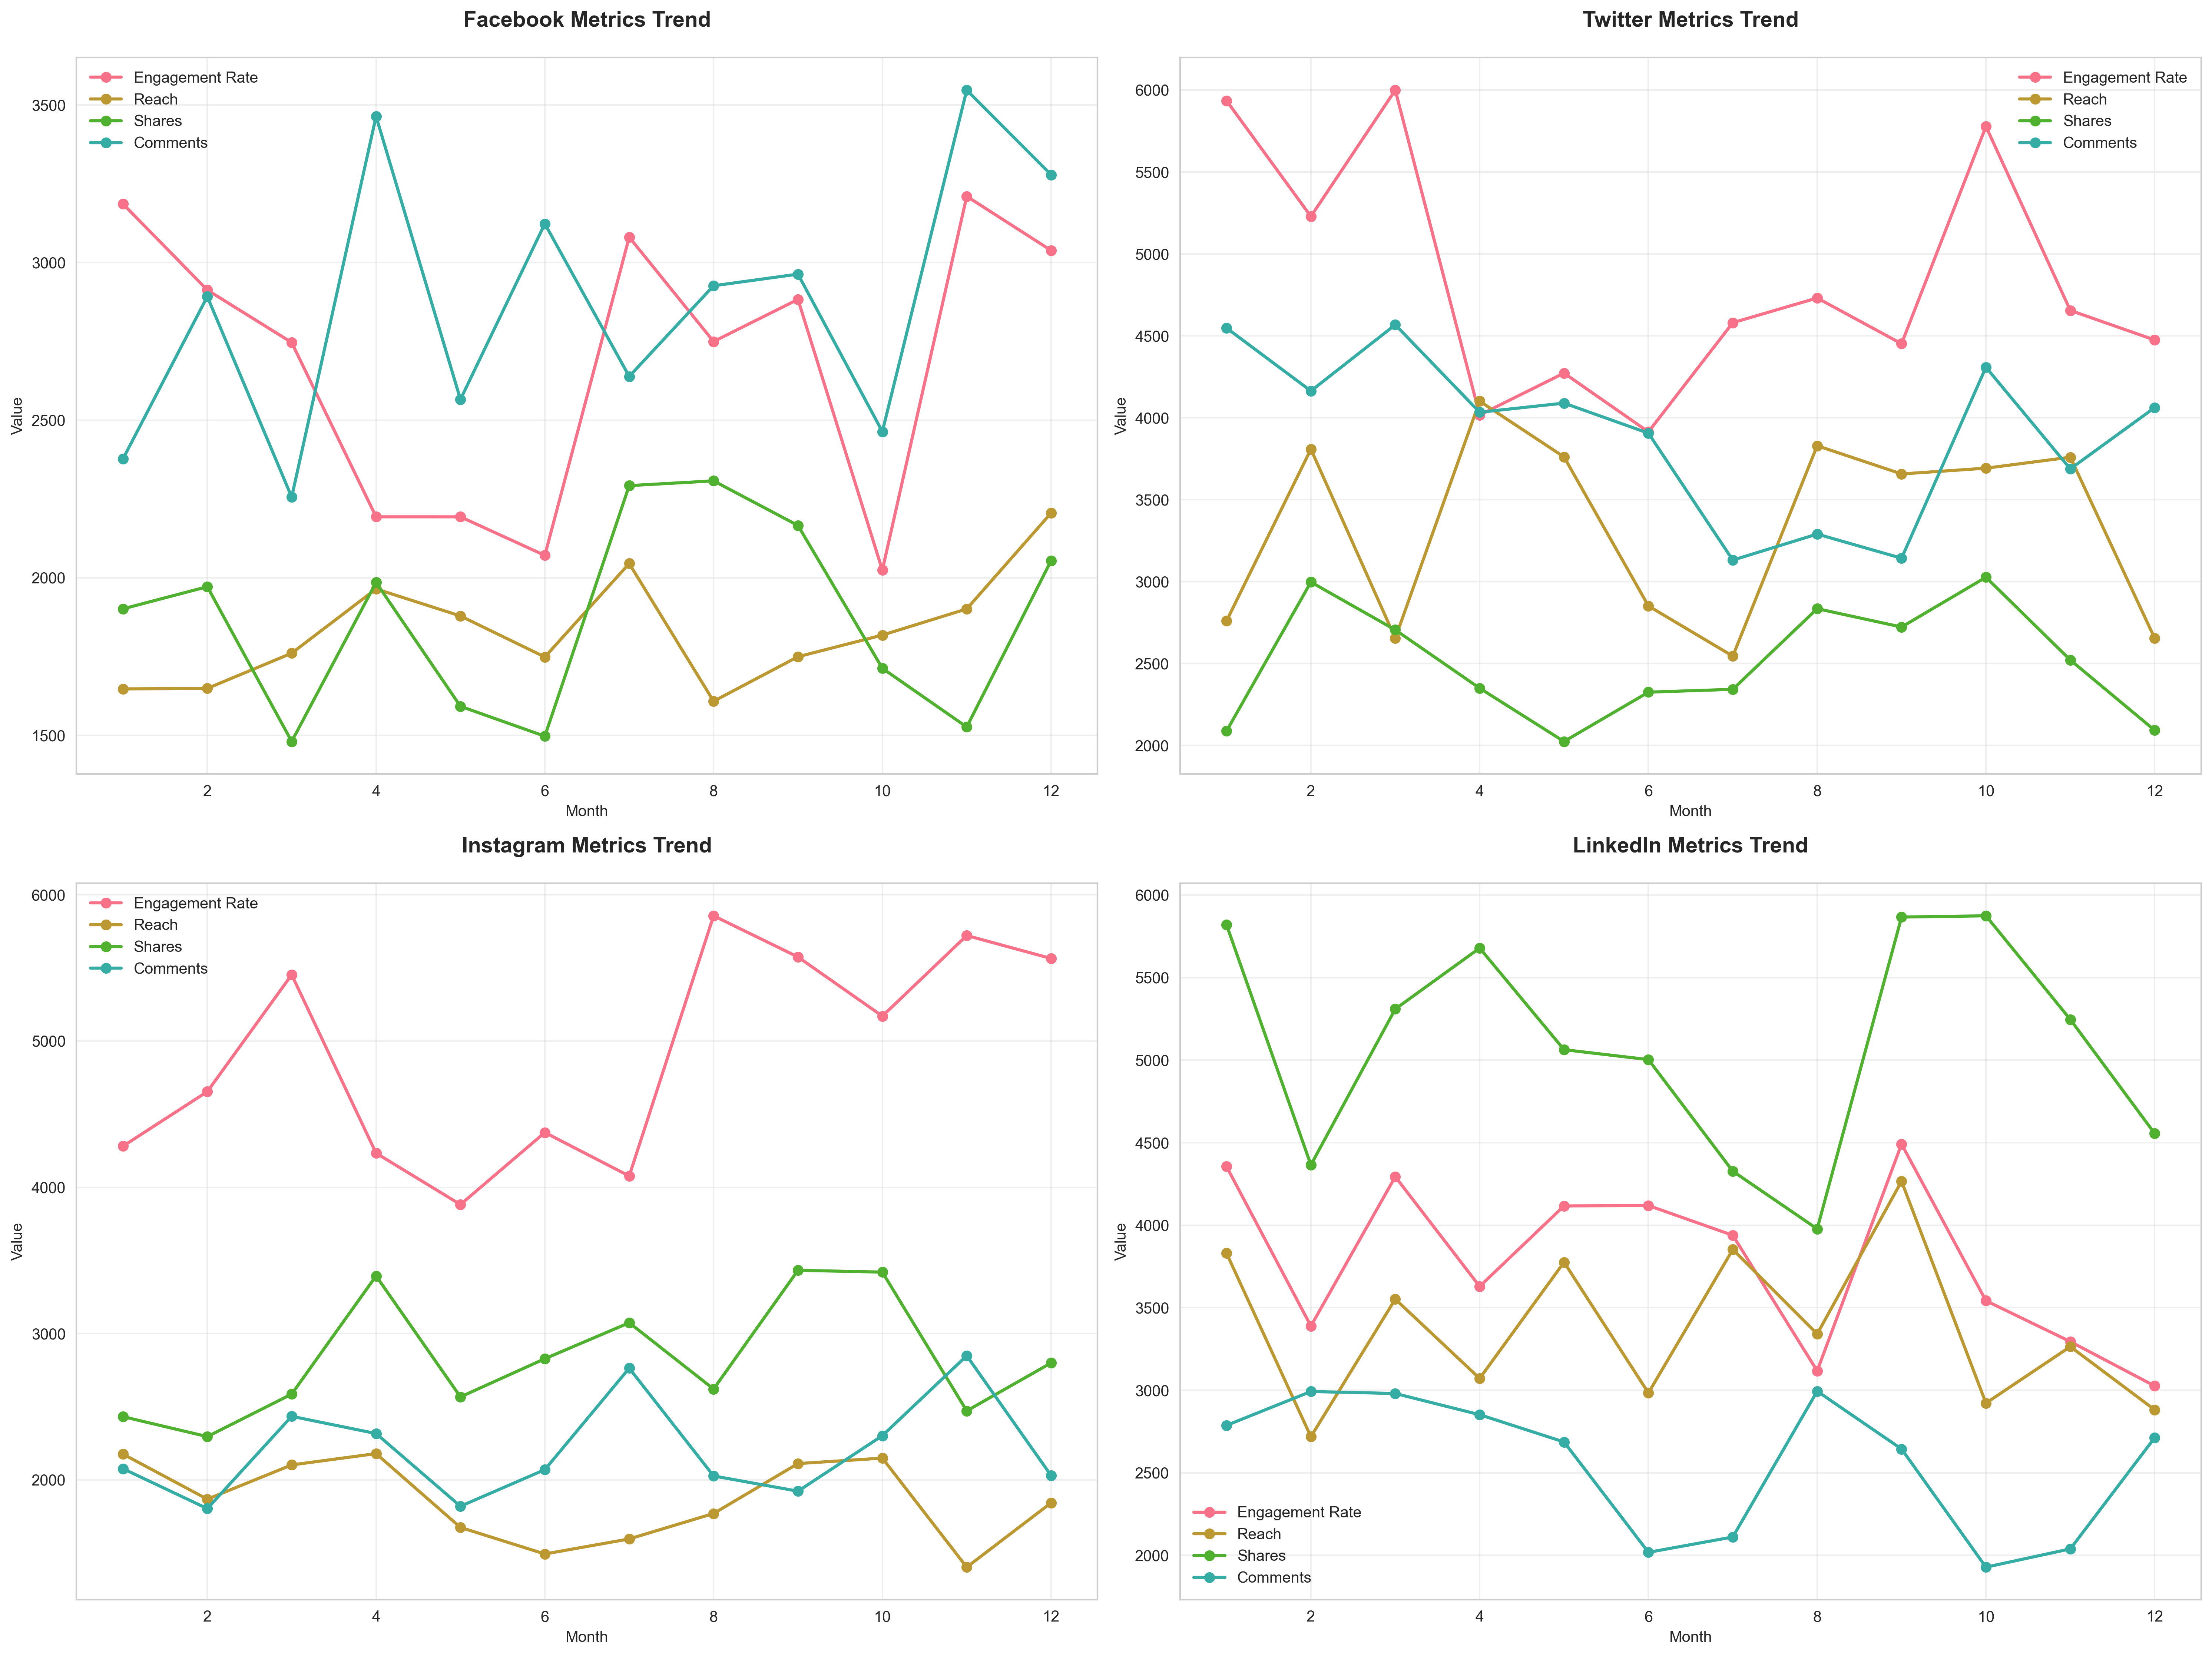 Facebook Metrics Trend
Engagement Rate
Reach
Shares
Comments
3500
3000
2500
2000
1500
Value
2 4 6 8 10 12
Month
Twitter Metrics Trend
Engagement Rate
Reach
Shares
Comments
6000
5500
5000
4500
4000
3500
3000
2500
2000
Value
2 4 6 8 10 12
Month
Instagram Metrics Trend
Engagement Rate
Reach
Shares
Comments
6000
5000
4000
3000
2000
Value
2 4 6 8 10 12
Month
LinkedIn Metrics Trend
6000
5500
5000
4500
4000
3500
3000
2500
2000
Value
Engagement Rate
Reach
Shares
Comments
2 4 6 8 10 12
Month